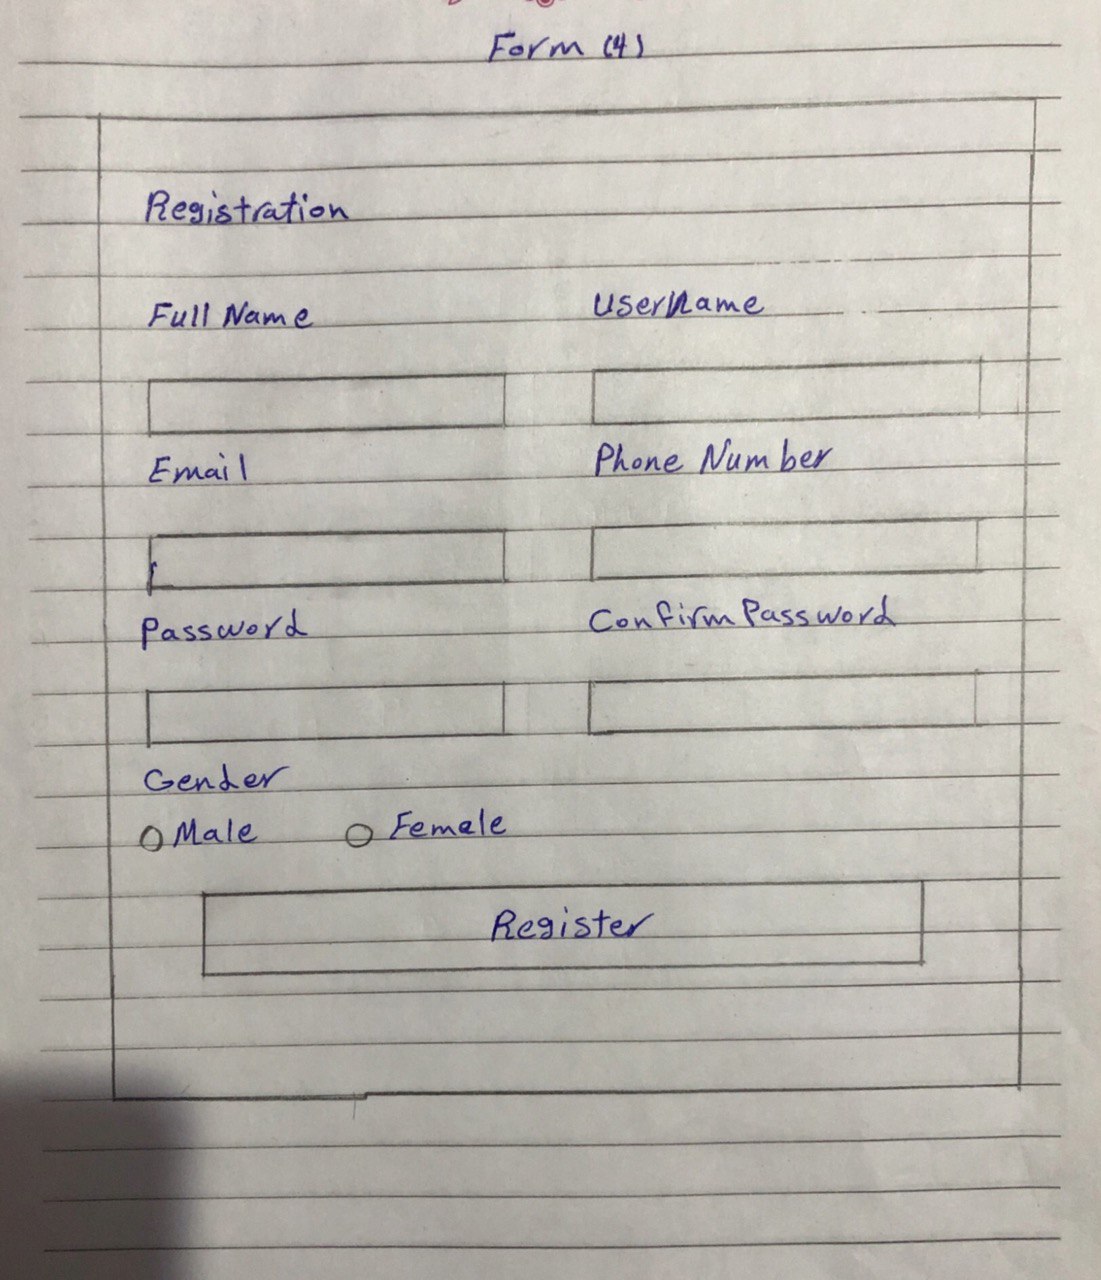 Form (4)
Registration
Full Name
UserName
Email
Phone Number
Password
Confirm Password
Gender
Male
Female
Register